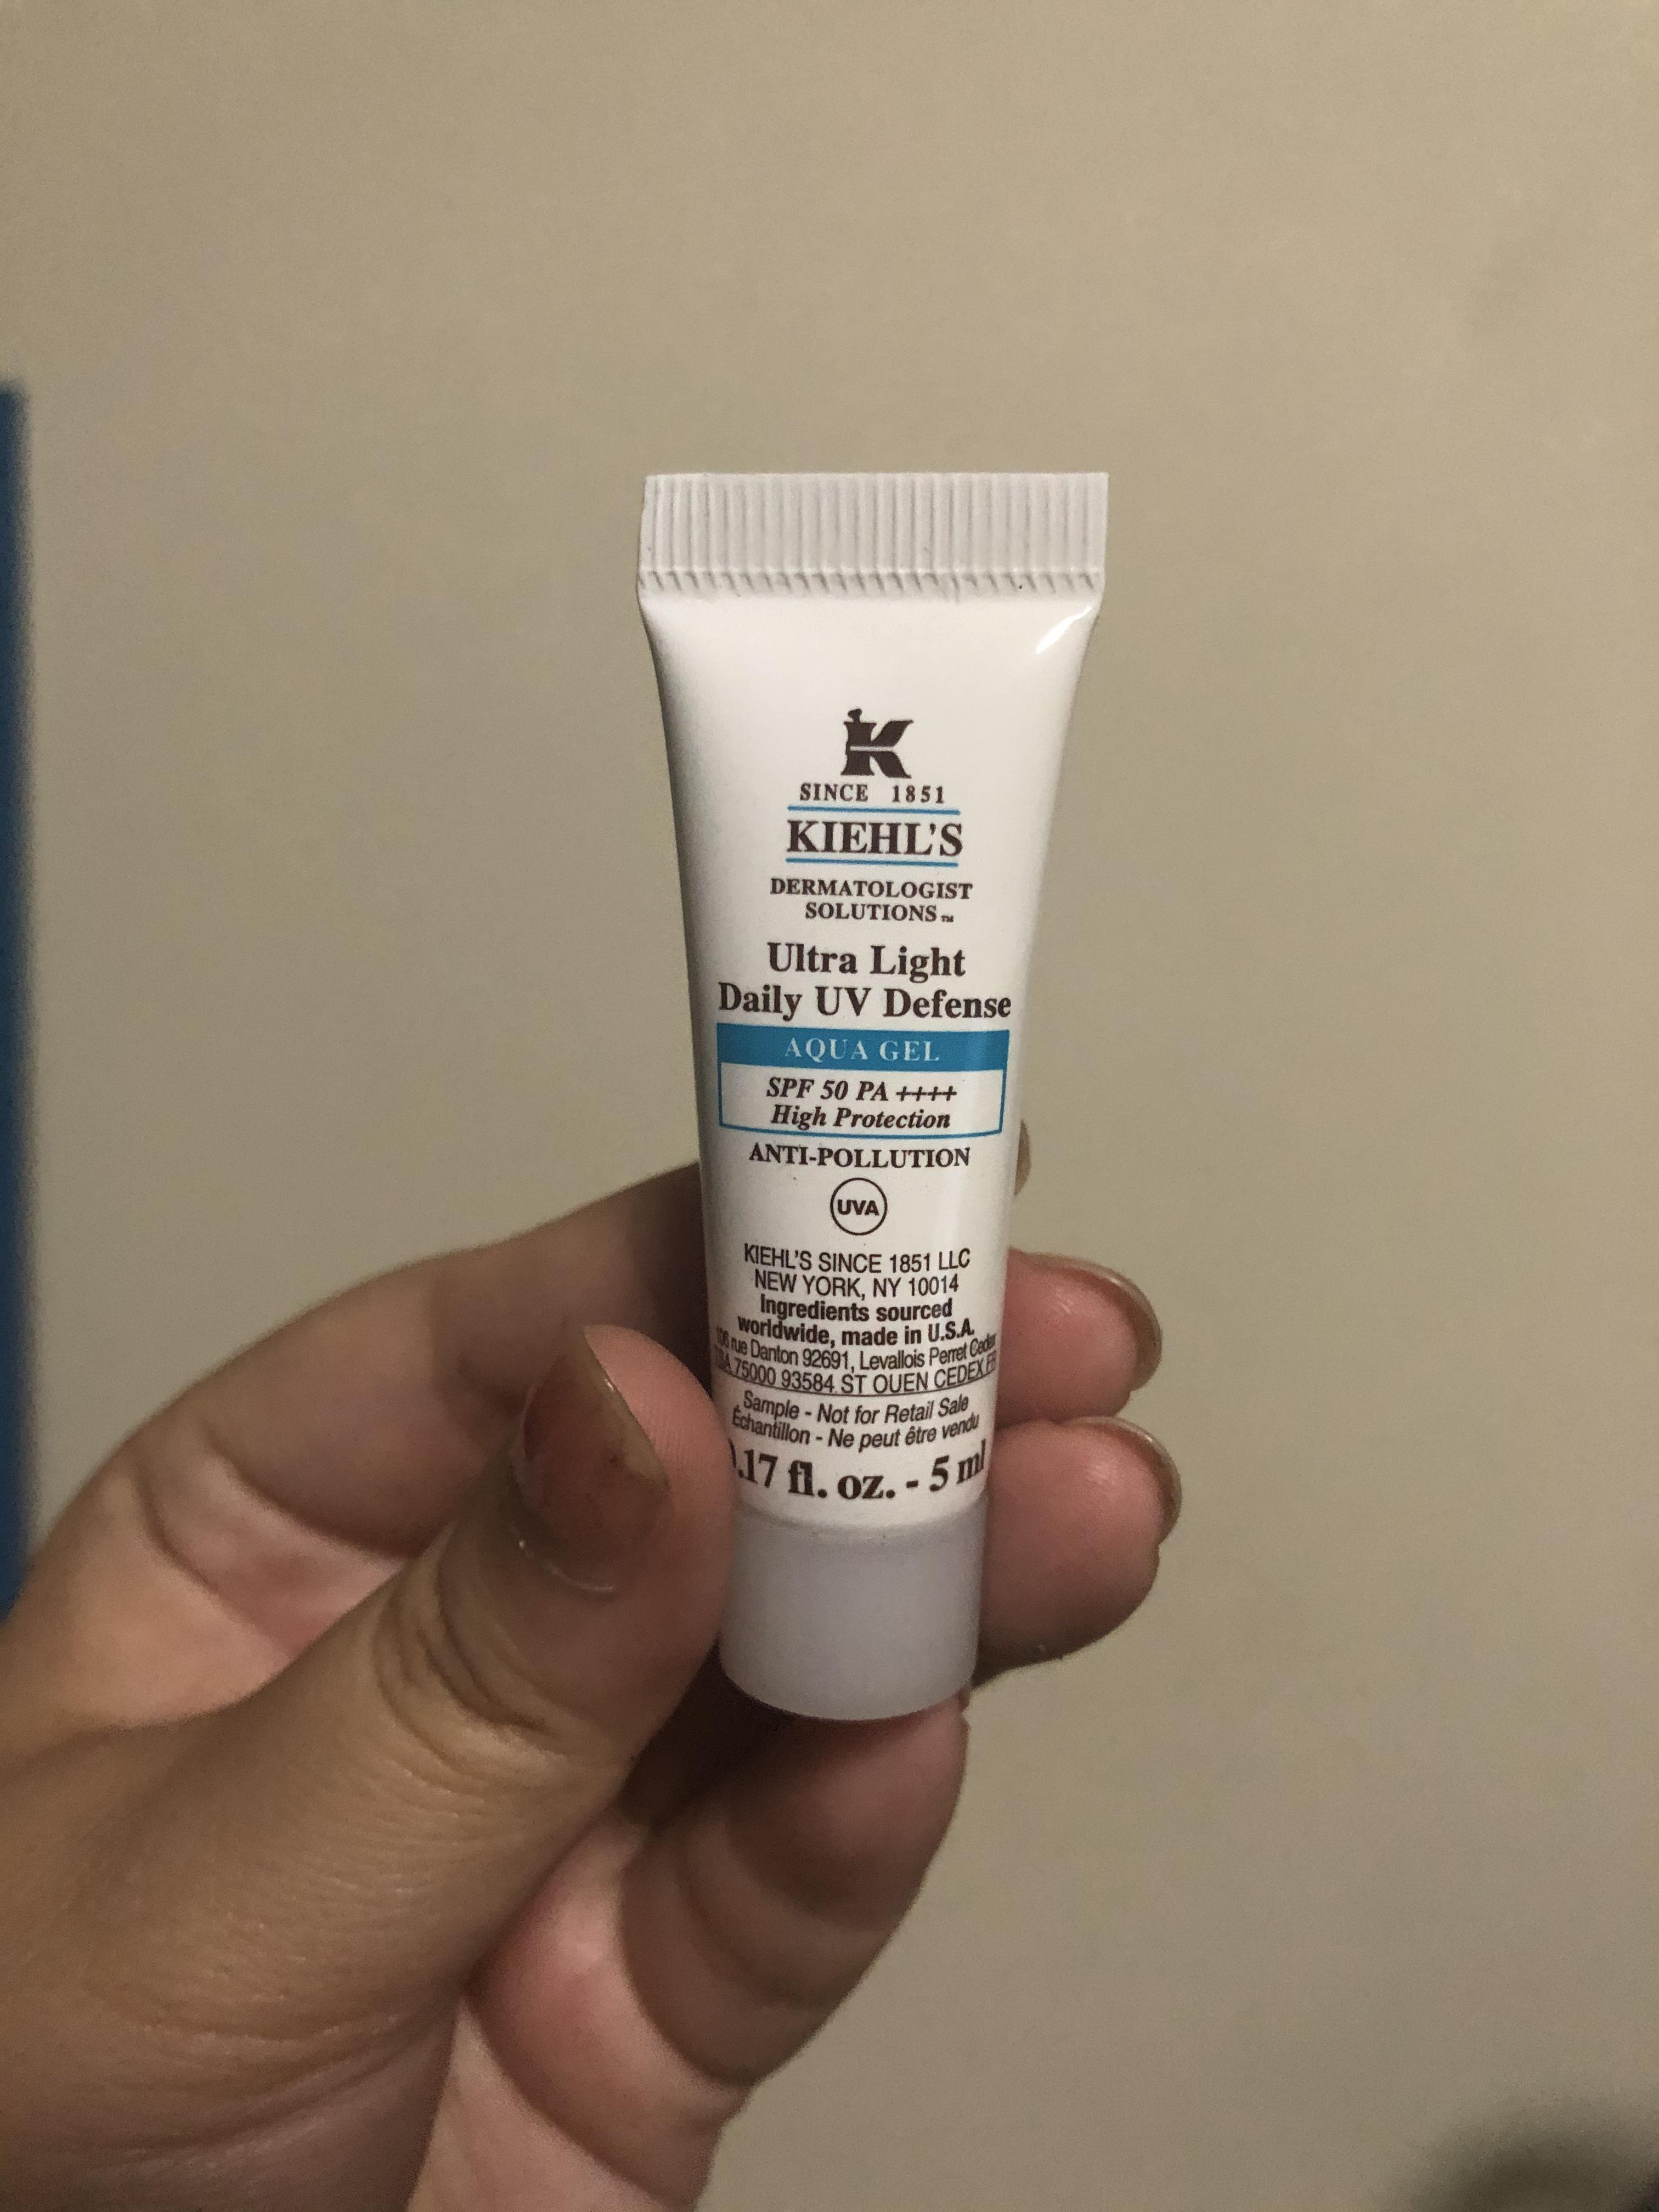 K
SINCE 1851
KIEHL'S
DERMATOLOGIST
SOLUTIONS™
Ultra Light
Daily UV Defense
AQUA GEL
SPF 50 PA ++++
High Protection
ANTI-POLLUTION
UVA
KIEHL'S SINCE 1851 LLC
NEW YORK, NY 10014
Ingredients sourced
worldwide, made in U.S.A.
rue Danton 92691, Levallois Perret Cedex
75000 93584 ST OUEN CEDEX FR
Sample - Not for Retail Sale
Échantillon - Ne peut être vendu
.17 fl. oz. - 5 ml